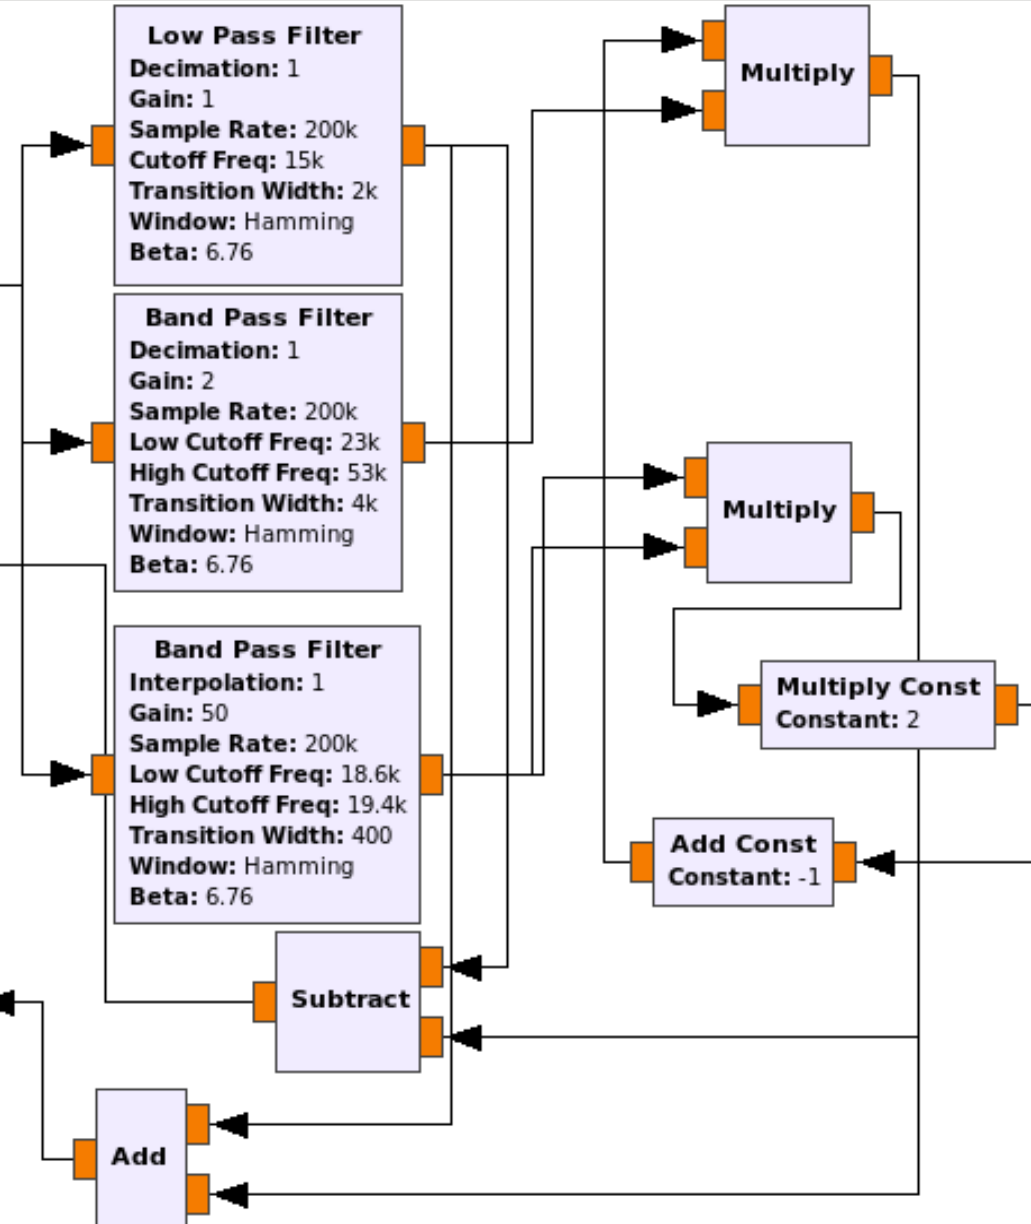 Low Pass Filter
Decimation: 1
Gain: 1
Sample Rate: 200k
Cutoff Freq: 15k
Transition Width: 2k
Window: Hamming
Beta: 6.76
Multiply
Band Pass Filter
Decimation: 1
Gain: 2
Sample Rate: 200k
Low Cutoff Freq: 23k
High Cutoff Freq: 53k
Transition Width: 4k
Window: Hamming
Beta: 6.76
Multiply
Band Pass Filter
Interpolation: 1
Gain: 50
Sample Rate: 200k
Low Cutoff Freq: 18.6k
High Cutoff Freq: 19.4k
Transition Width: 400
Window: Hamming
Beta: 6.76
Multiply Const
Constant: 2
Add Const
Constant: -1
Subtract
Add